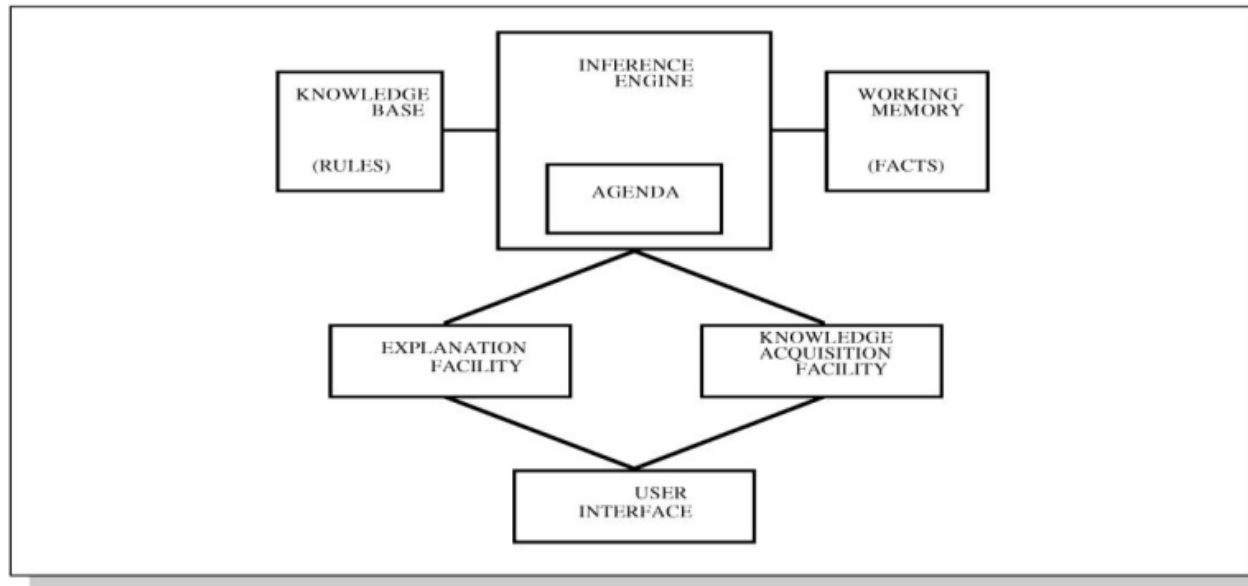 INFERENCE
ENGINE
KNOWLEDGE
BASE
(RULES)
WORKING
MEMORY
(FACTS)
AGENDA
EXPLANATION
FACILITY
KNOWLEDGE
ACQUISITION
FACILITY
USER
INTERFACE